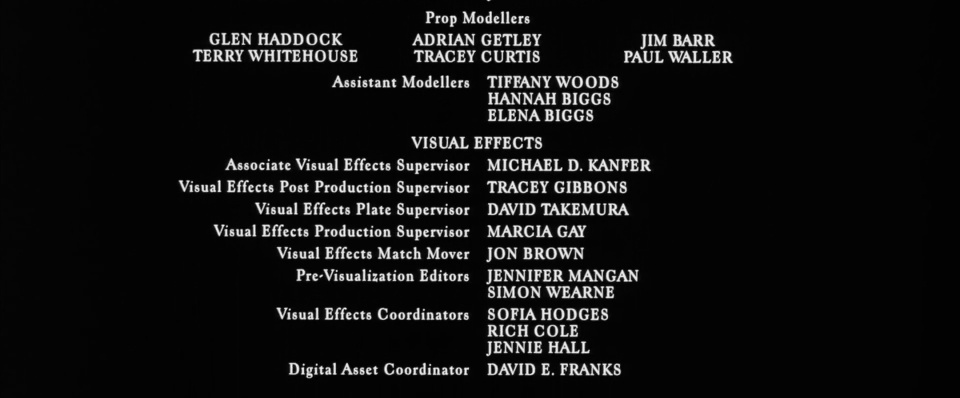 Prop Modellers
GLEN HADDOCK ADRIAN GETLEY JIM BARR
TERRY WHITEHOUSE TRACEY CURTIS PAUL WALLER
Assistant Modellers TIFFANY WOODS
HANNAH BIGGS
ELENA BIGGS
VISUAL EFFECTS
Associate Visual Effects Supervisor MICHAEL D. KANFER
Visual Effects Post Production Supervisor TRACEY GIBBONS
Visual Effects Plate Supervisor DAVID TAKEMURA
Visual Effects Production Supervisor MARCIA GAY
Visual Effects Match Mover JON BROWN
Pre-Visualization Editors JENNIFER MANGAN
SIMON WEARNE
Visual Effects Coordinators SOFIA HODGES
RICH COLE
JENNIE HALL
Digital Asset Coordinator DAVID E. FRANKS